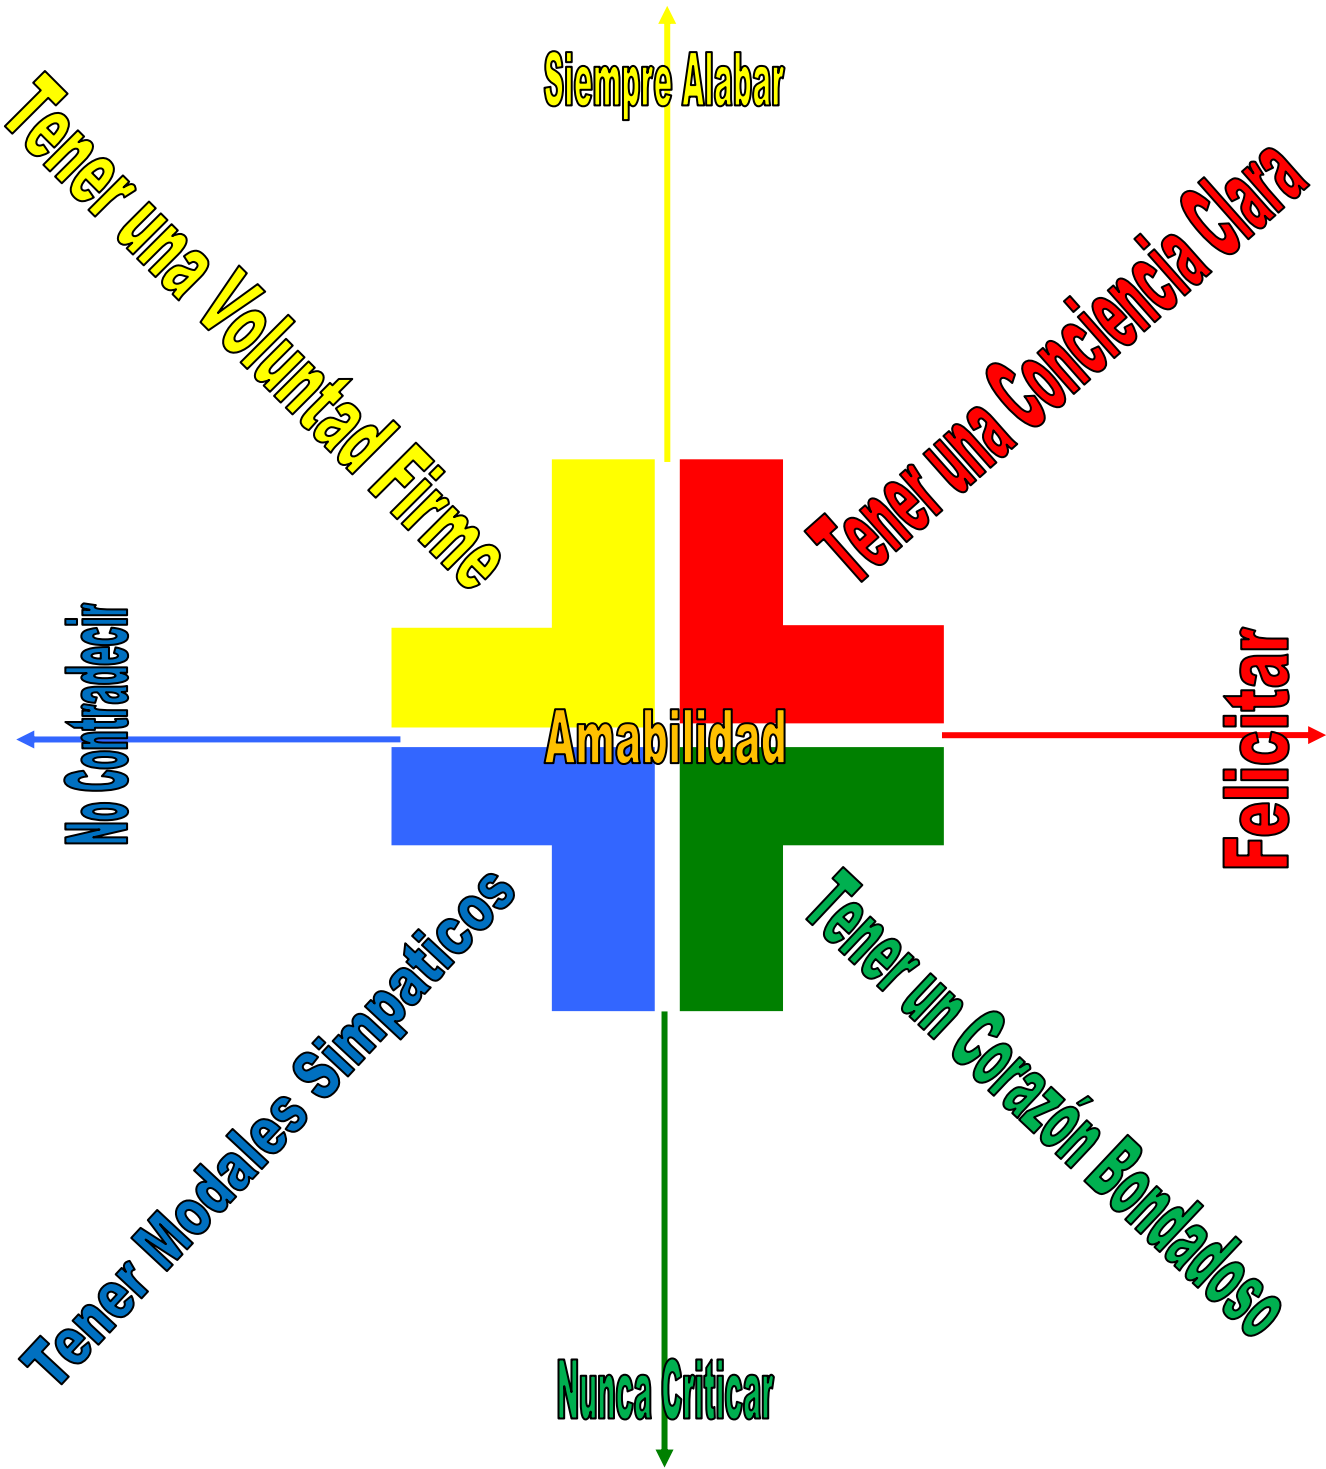 Siempre Alabar
Tener una Voluntad Firme
Tener una Conciencia Clara
No Contradecir
Amabilidad
Felicitar
Tener Modales Simpaticos
Tener un Corazón Bondadoso
Nunca Criticar